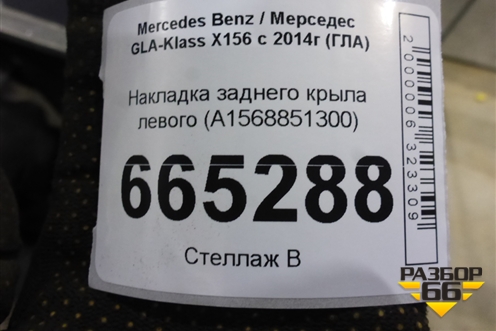 Mercedes Benz / Мерседес
GLA-Klass X156 с 2014г (ГЛА)
Накладка заднего крыла
левого (A1568851300)
665288
Стеллаж В
2000006323309
РАЗБОР
66